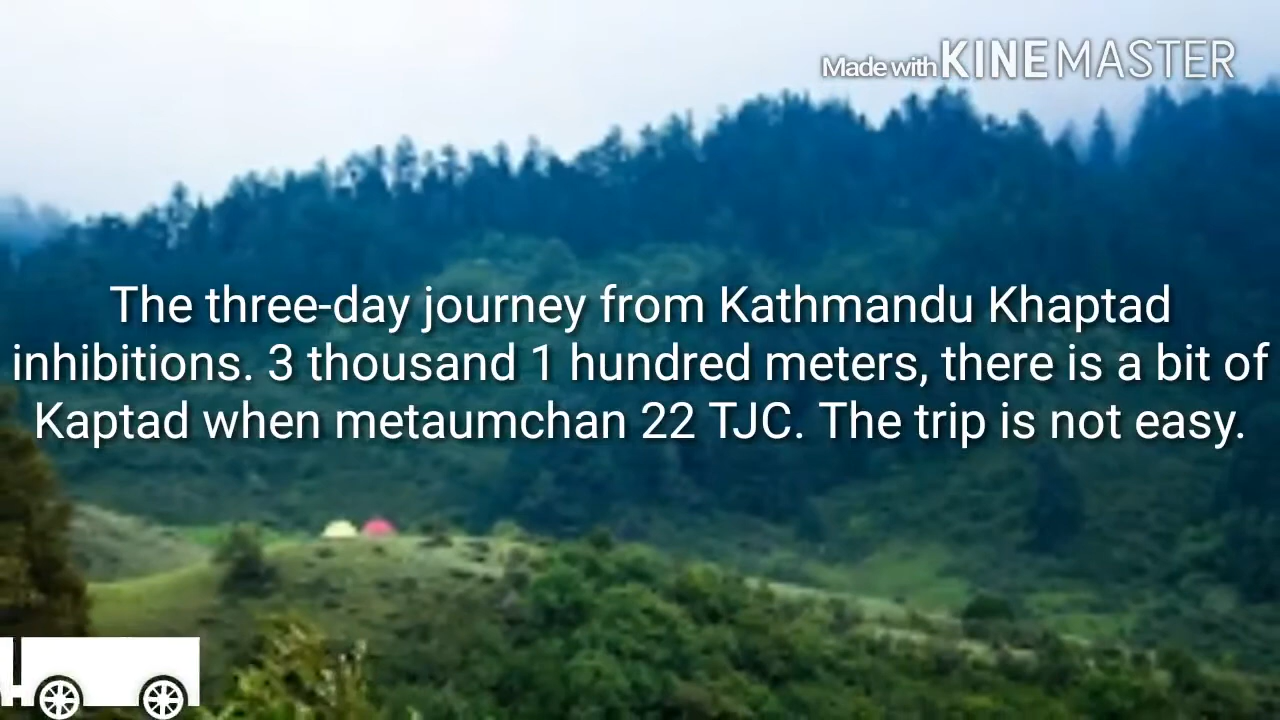 Made with KINEMASTER
The three-day journey from Kathmandu Khaptad
inhibitions. 3 thousand 1 hundred meters, there is a bit of
Kaptad when metaumchan 22 TJC. The trip is not easy.